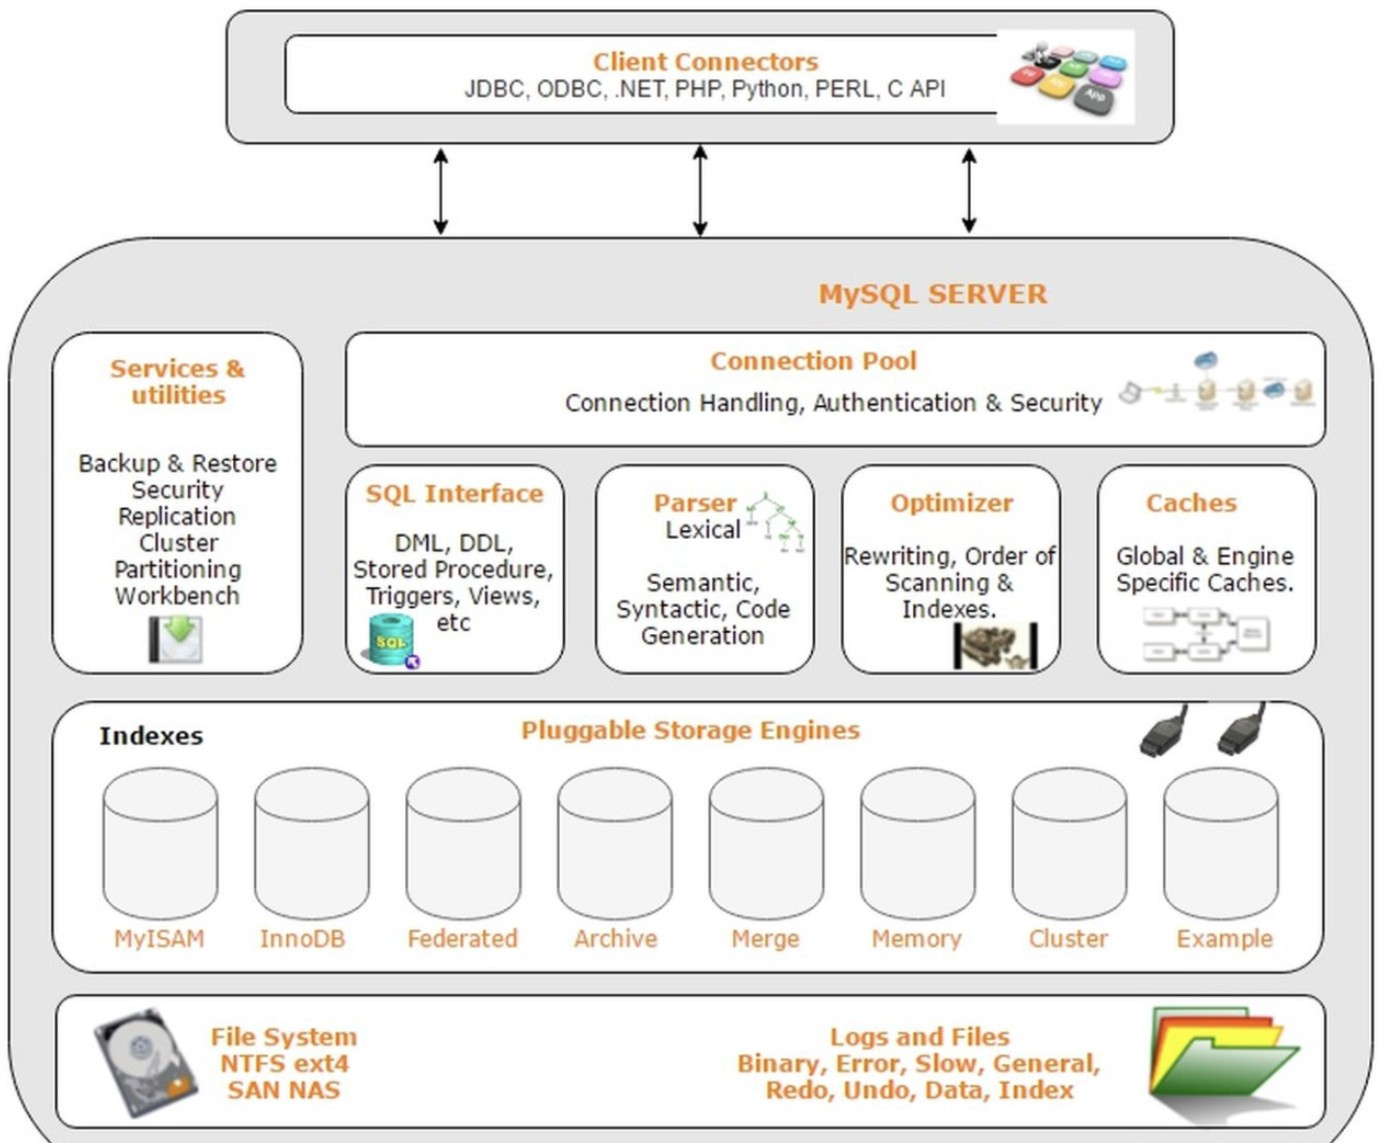 Client Connectors
JDBC, ODBC, .NET, PHP, Python, PERL, C API
App
MySQL SERVER
Services &
utilities
Backup & Restore
Security
Replication
Cluster
Partitioning
Workbench
Connection Pool
Connection Handling, Authentication & Security
SQL Interface
DML, DDL,
Stored Procedure,
Triggers, Views,
etc
SQL
Parser
Lexical
Semantic,
Syntactic, Code
Generation
Optimizer
Rewriting, Order of
Scanning &
Indexes.
Caches
Global & Engine
Specific Caches.
Indexes
Pluggable Storage Engines
MyISAM
InnoDB
Federated
Archive
Merge
Memory
Cluster
Example
File System
NTFS ext4
SAN NAS
Logs and Files
Binary, Error, Slow, General,
Redo, Undo, Data, Index